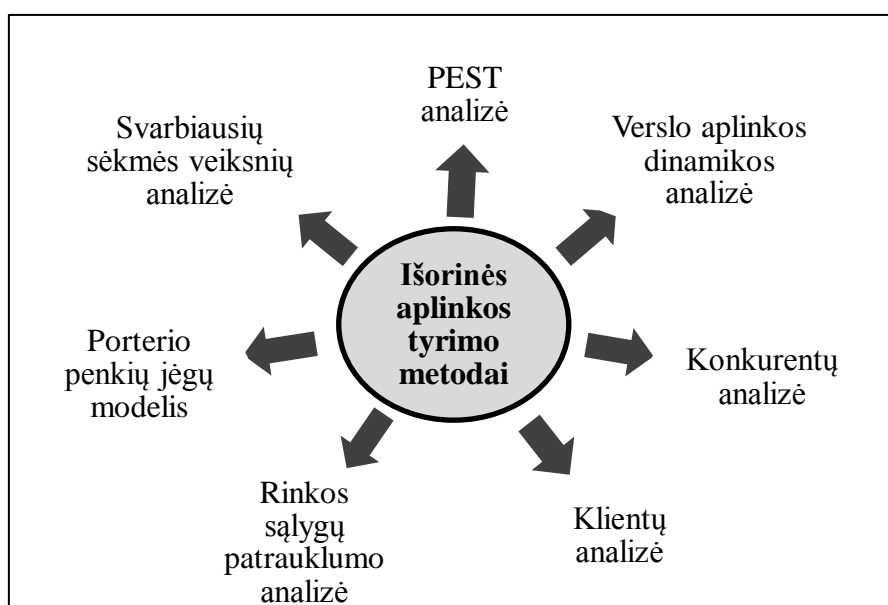 PEST
analizė
Verslo aplinkos
dinamikos
analizė
Konkurentų
analizė
Klientų
analizė
Rinkos
sąlygų
patrauklumo
analizė
Porterio
penkių jėgų
modelis
Svarbiausių
sėkmės veiksnių
analizė
Išorinės
aplinkos
tyrimo
metodai